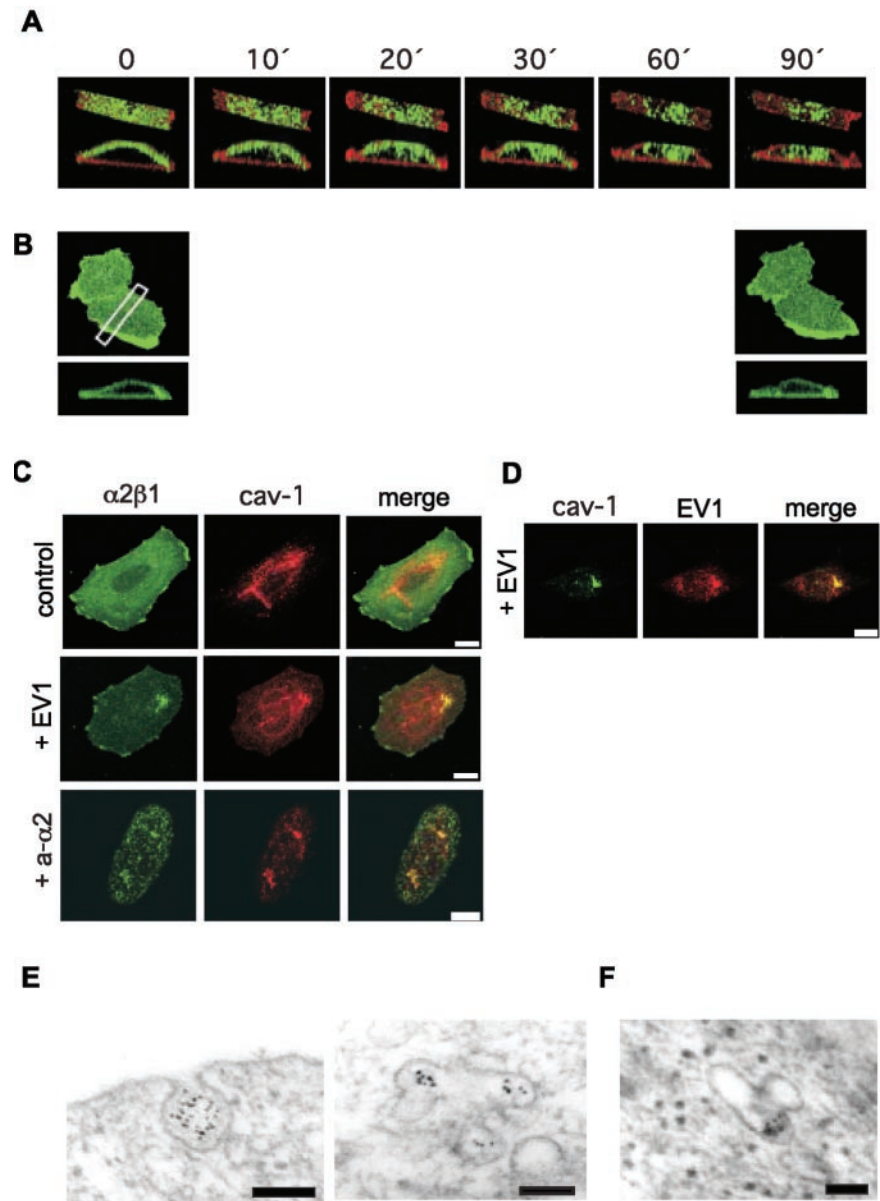 A
0 10´ 20´ 30´ 60´ 90´
B
C
α2β1 cav-1 merge
control
+ EV1
+ a-α2
D
cav-1 EV1 merge
+ EV1
E
F